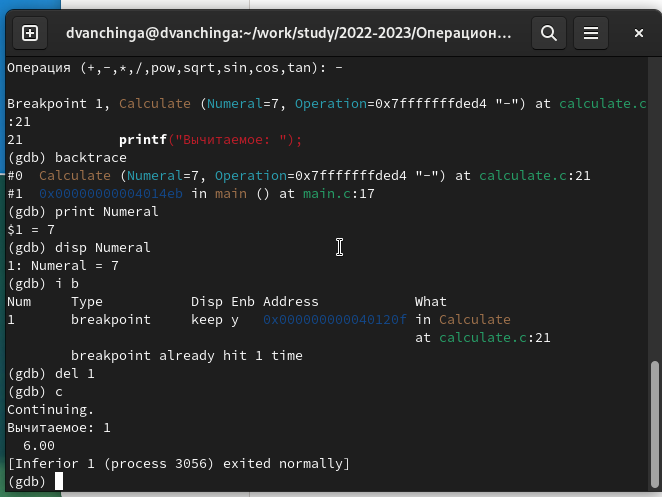 dvanchinga@dvanchinga:~/work/study/2022-2023/Операцион...
Операция (+,-,*,/,pow,sqrt,sin,cos,tan): -
Breakpoint 1, Calculate (Numeral=7, Operation=0x7fffffffded4 "-") at calculate.c
:21
21 printf("Вычитаемое: ");
(gdb) backtrace
#0 Calculate (Numeral=7, Operation=0x7fffffffded4 "-") at calculate.c:21
#1 0x00000000004014eb in main () at main.c:17
(gdb) print Numeral
$1 = 7
(gdb) disp Numeral
1: Numeral = 7
(gdb) i b
Num Type Disp Enb Address What
1 breakpoint keep y 0x000000000040120f in Calculate
at calculate.c:21
breakpoint already hit 1 time
(gdb) del 1
(gdb) c
Continuing.
Вычитаемое: 1
6.00
[Inferior 1 (process 3056) exited normally]
(gdb)